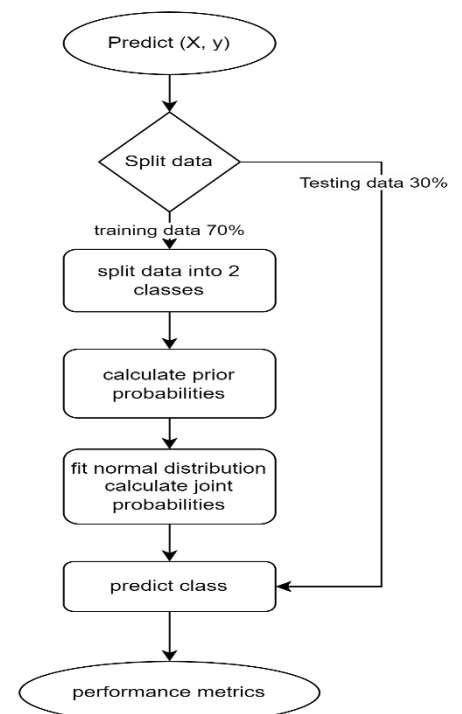 Predict (X, y)
Split data
Testing data 30%
training data 70%
split data into 2
classes
calculate prior
probabilities
fit normal distribution
calculate joint
probabilities
predict class
performance metrics